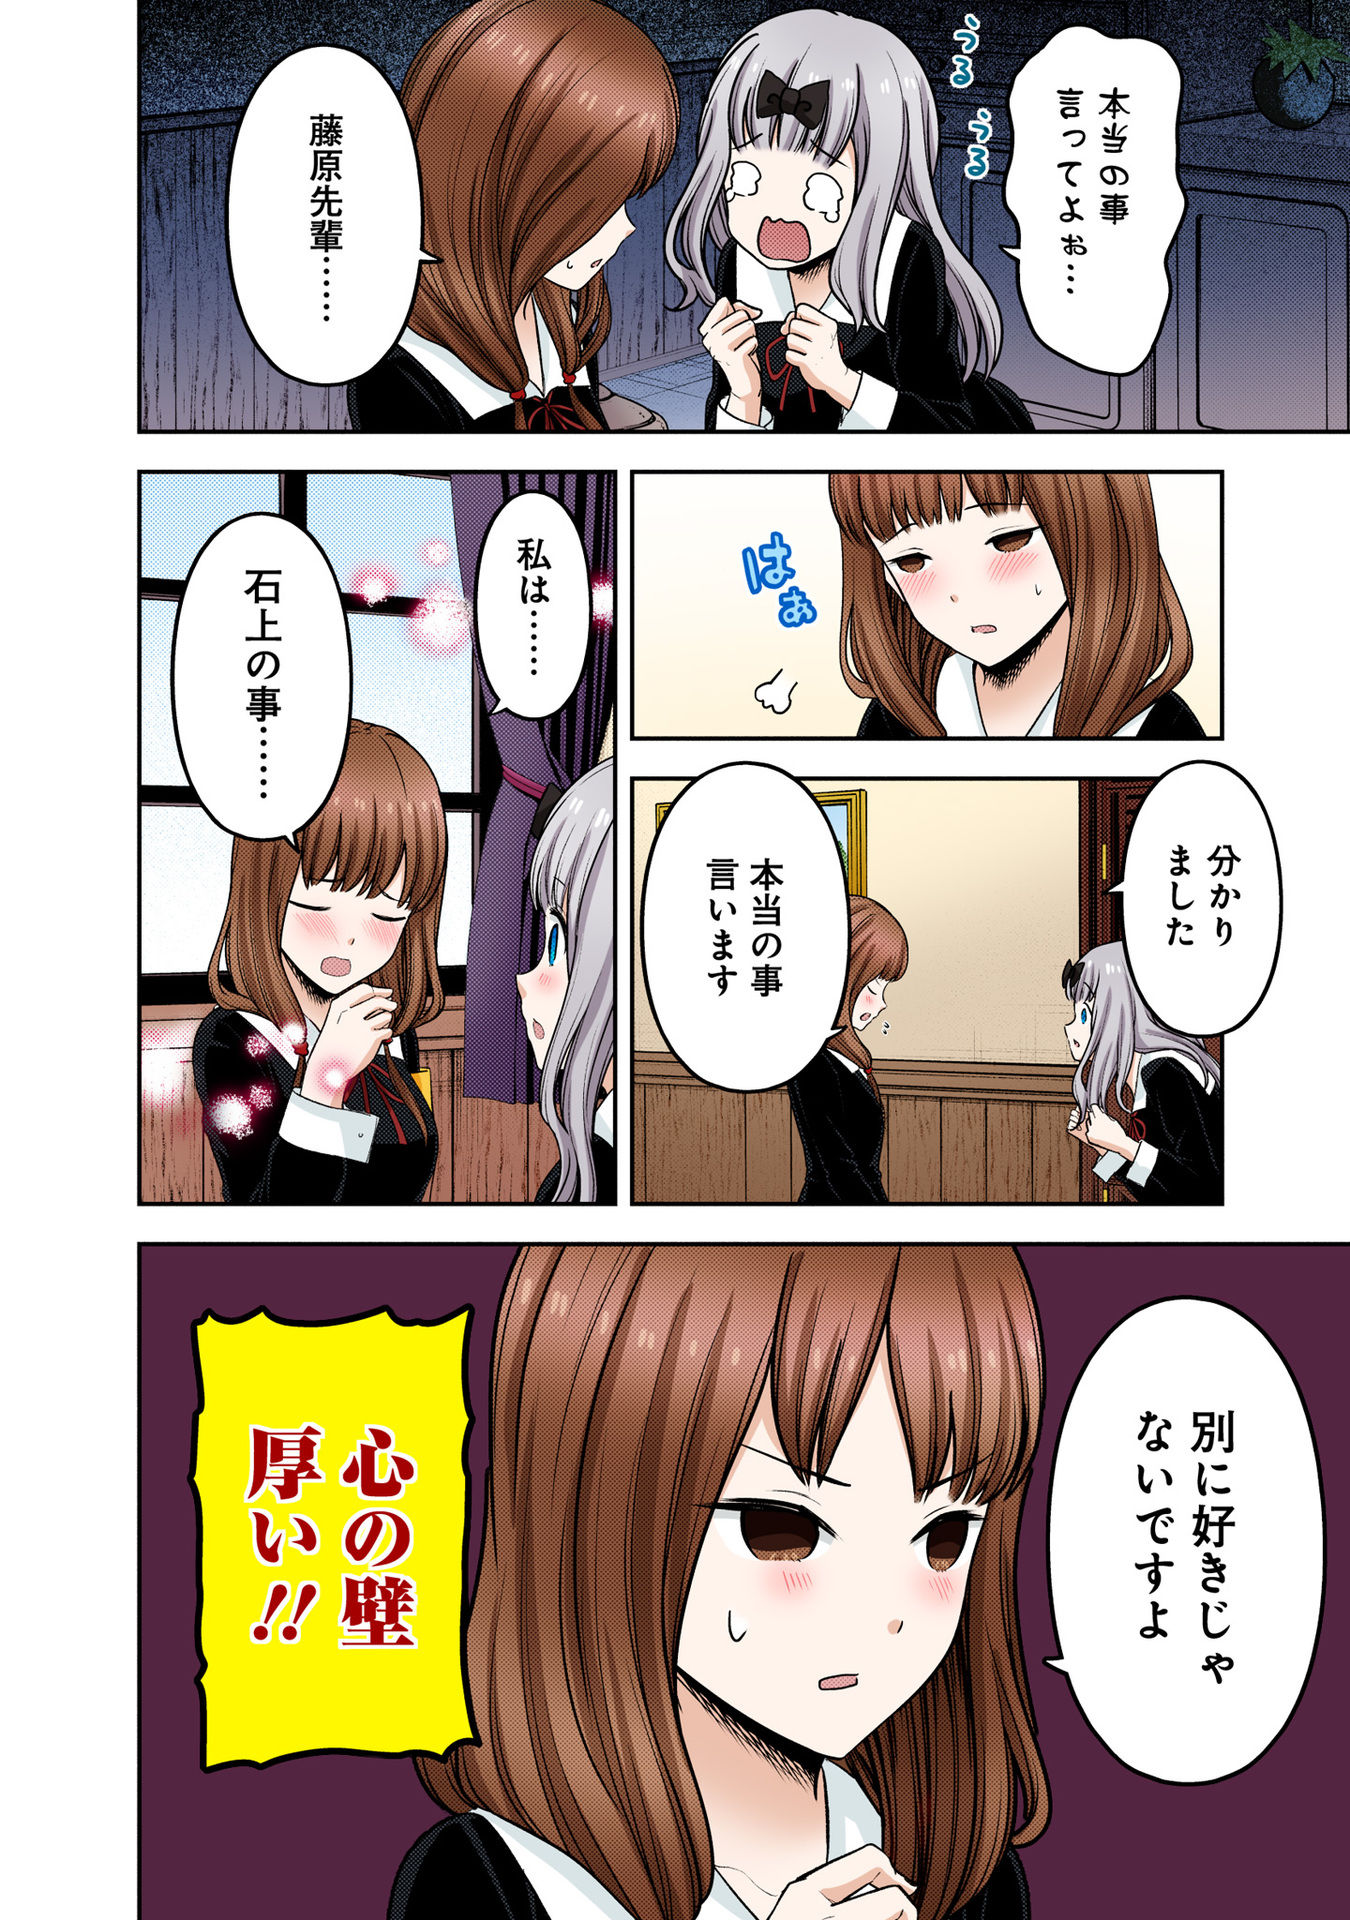 本当の事
言ってよぉ…
うるうる
藤原先輩……
はぁ
分かり
ました
本当の事
言います
私は……
石上の事……
別に好きじゃ
ないですよ
心の壁
厚い!!